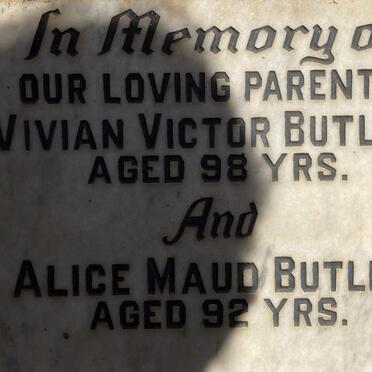 In Memory o
OUR LOVING PARENT
VIVIAN VICTOR BUTL
AGED 98 YRS.
And
ALICE MAUD BUTL
AGED 92 YRS.